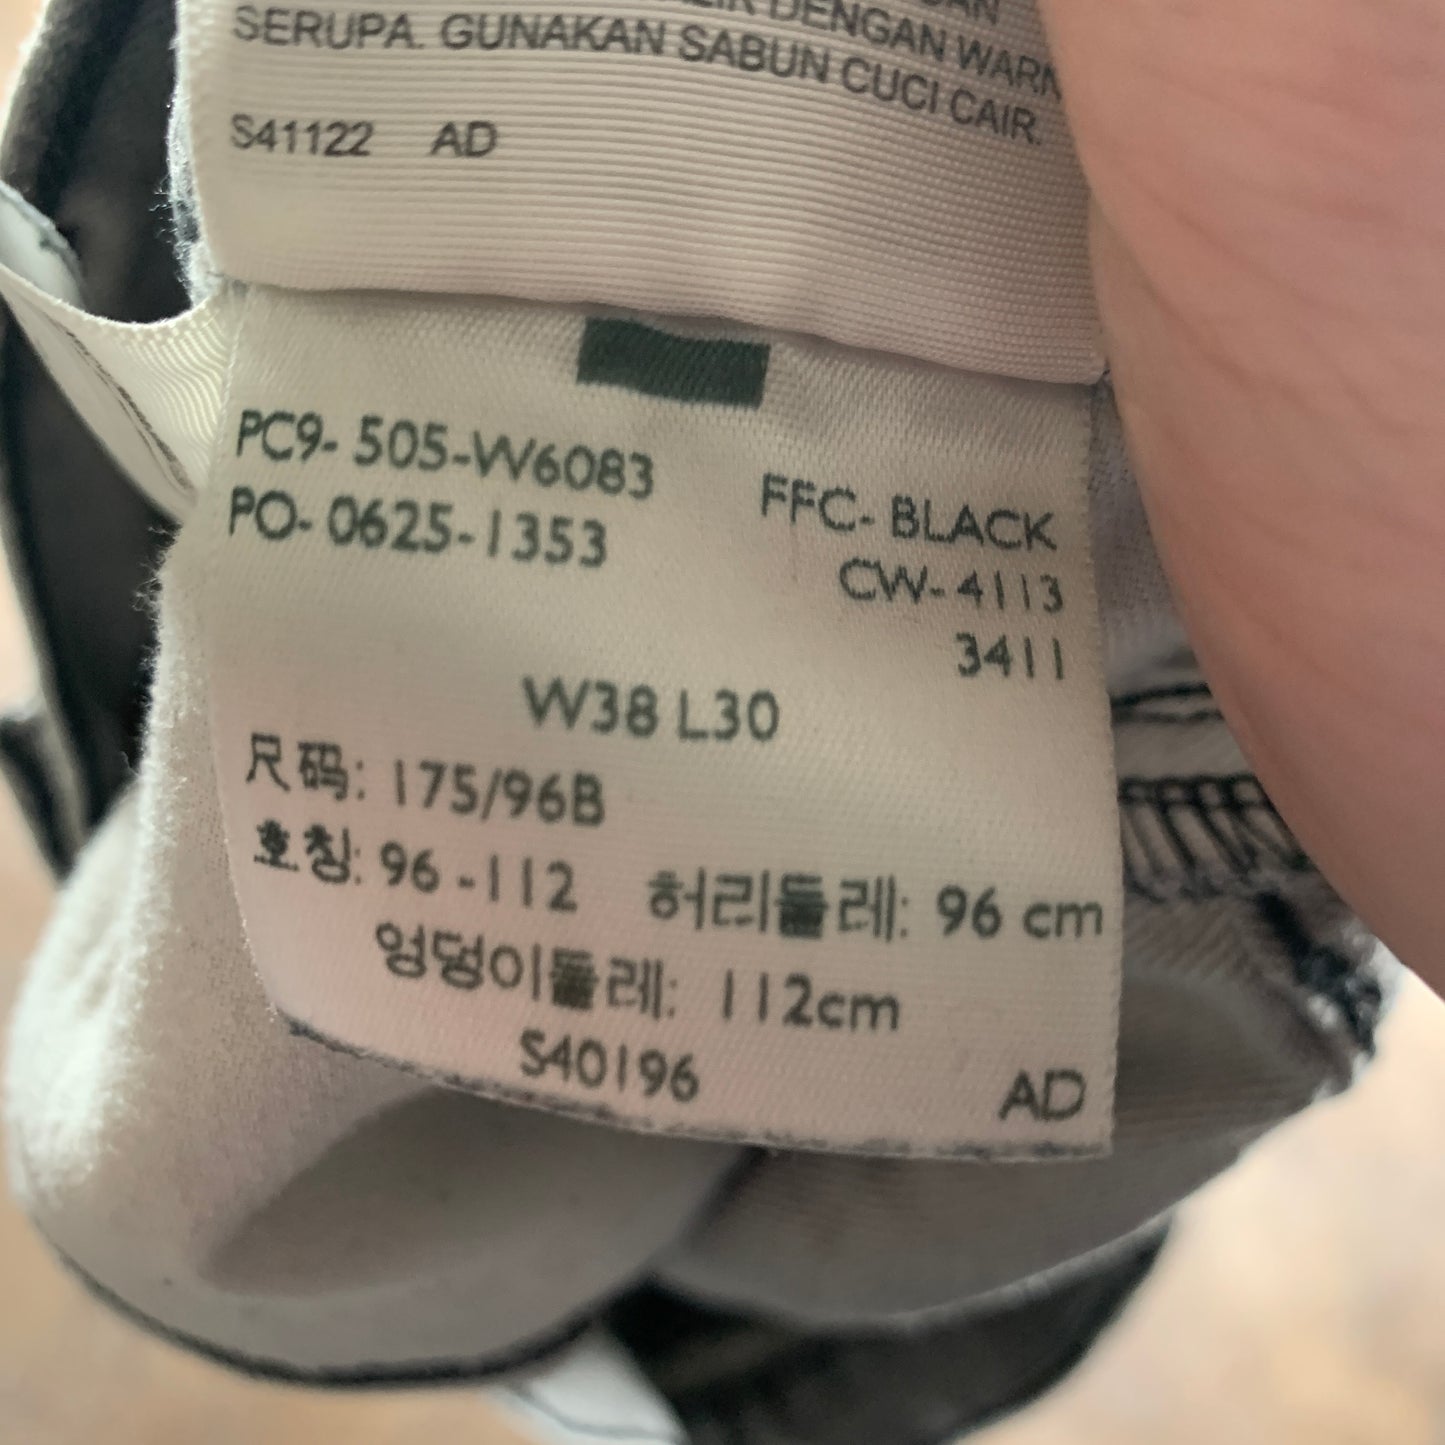 DENGAN WARN
SERUPA. GUNAKAN SABUN CUCI CAIR.
S41122 AD
PC9- 505-W6083
FFC- BLACK
PO- 0625-1353
CW- 4113
3411
W38 L30
尺码: 175/96B
호칭: 96 -112 허리둘레: 96 cm
엉덩이둘레: 112cm
S40196 AD